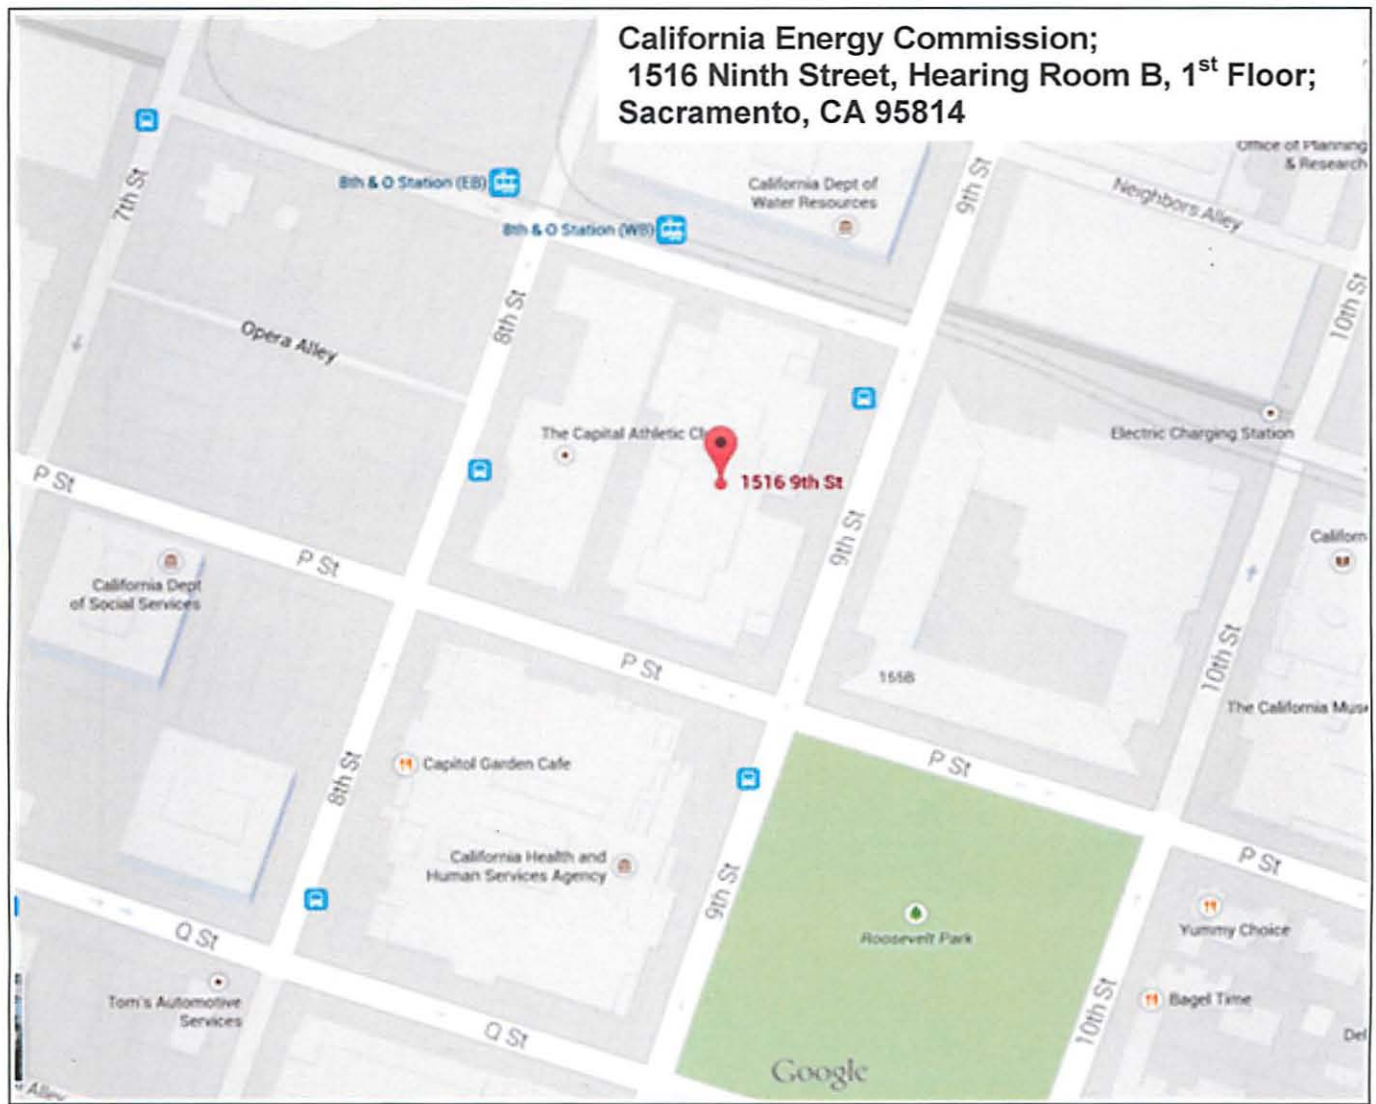 California Energy Commission;
1516 Ninth Street, Hearing Room B, 1st Floor;
Sacramento, CA 95814
Office of Planning
& Research
7th St
8th & O Station (EB)
California Dept of
Water Resources
9th St
Neighbors Alley
8th & O Station (WB)
10th St
8th St
Opera Alley
The Capital Athletic Cl
Electric Charging Station
P St
1516 9th St
9th St
Californ
P St
California Dept
of Social Services
P St
10th St
1558
The California Mus
8th St
Capitol Garden Cafe
P St
California Health and
Human Services Agency
9th St
P St
Q St
Roosevelt Park
Yummy Choice
Tom's Automotive
Services
Bagel Time
10th St
Q St
Del
Google
Alley